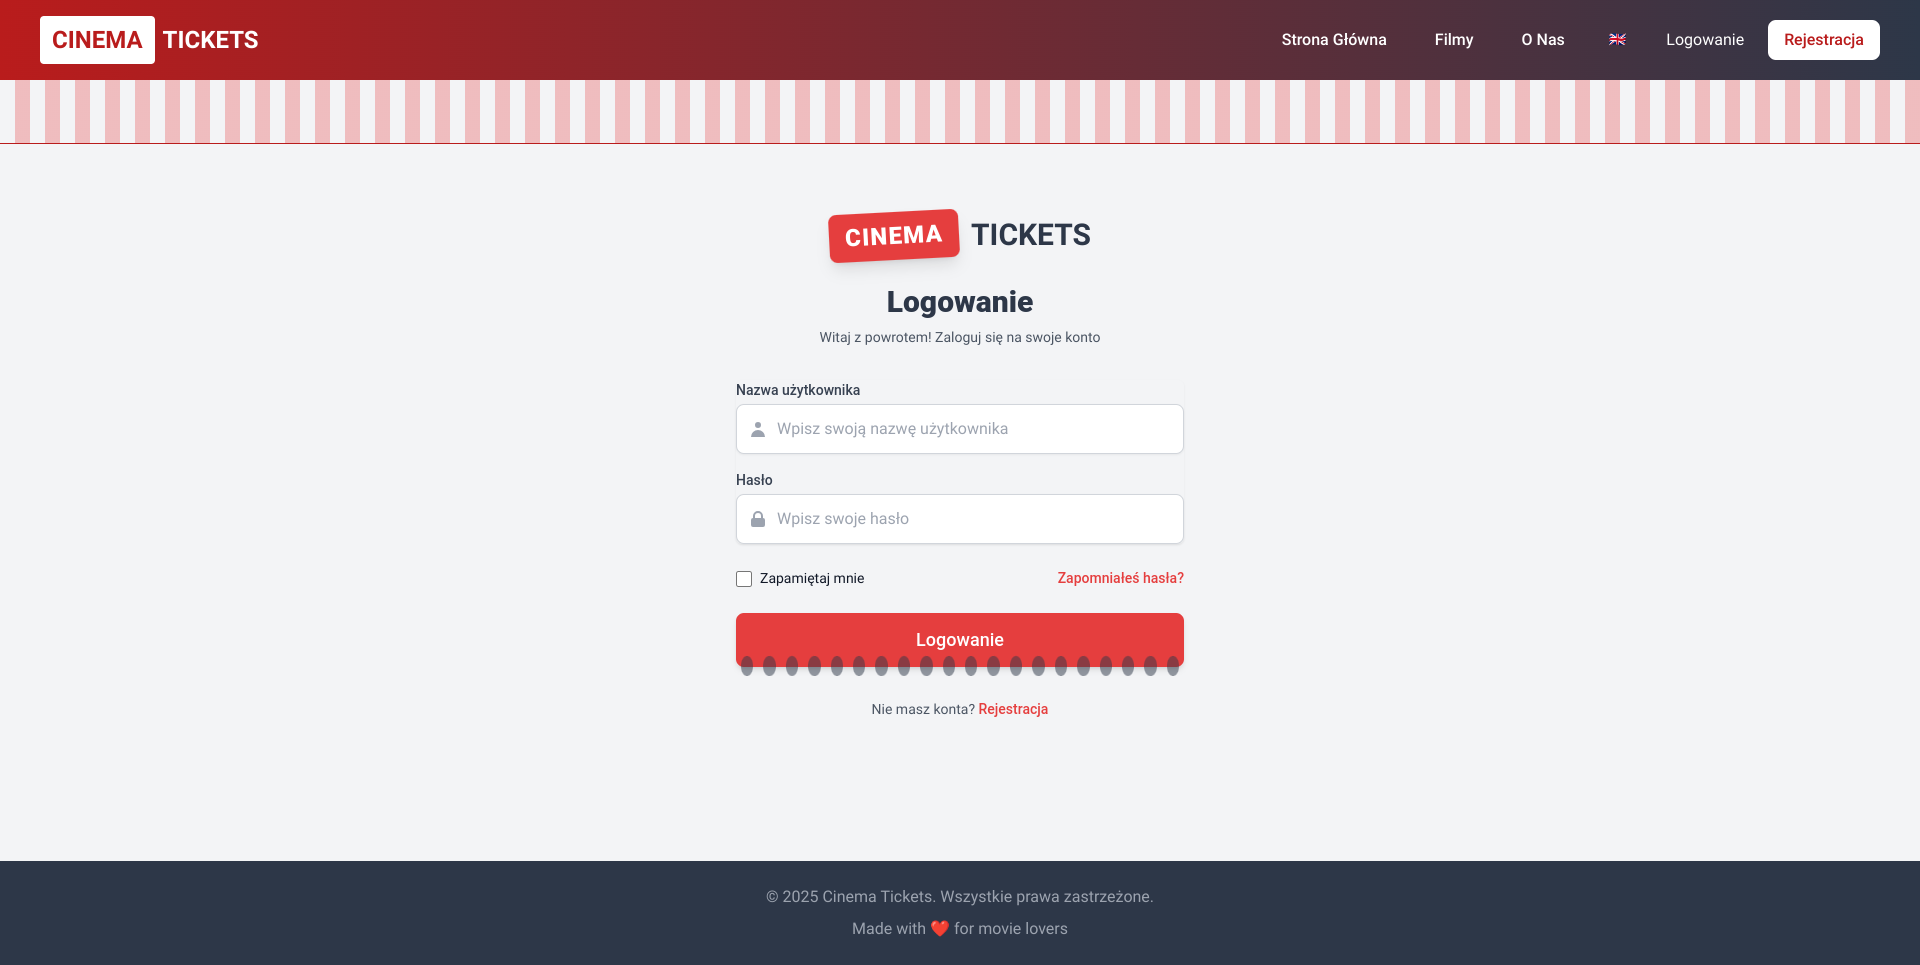 CINEMA TICKETS
Strona Główna Filmy O Nas Logowanie Rejestracja
CINEMA TICKETS
Logowanie
Witaj z powrotem! Zaloguj się na swoje konto
Nazwa użytkownika
Wpisz swoją nazwę użytkownika
Hasło
Wpisz swoje hasło
Zapamiętaj mnie Zapomniałeś hasła?
Logowanie
Nie masz konta? Rejestracja
© 2025 Cinema Tickets. Wszystkie prawa zastrzeżone.
Made with ❤️ for movie lovers